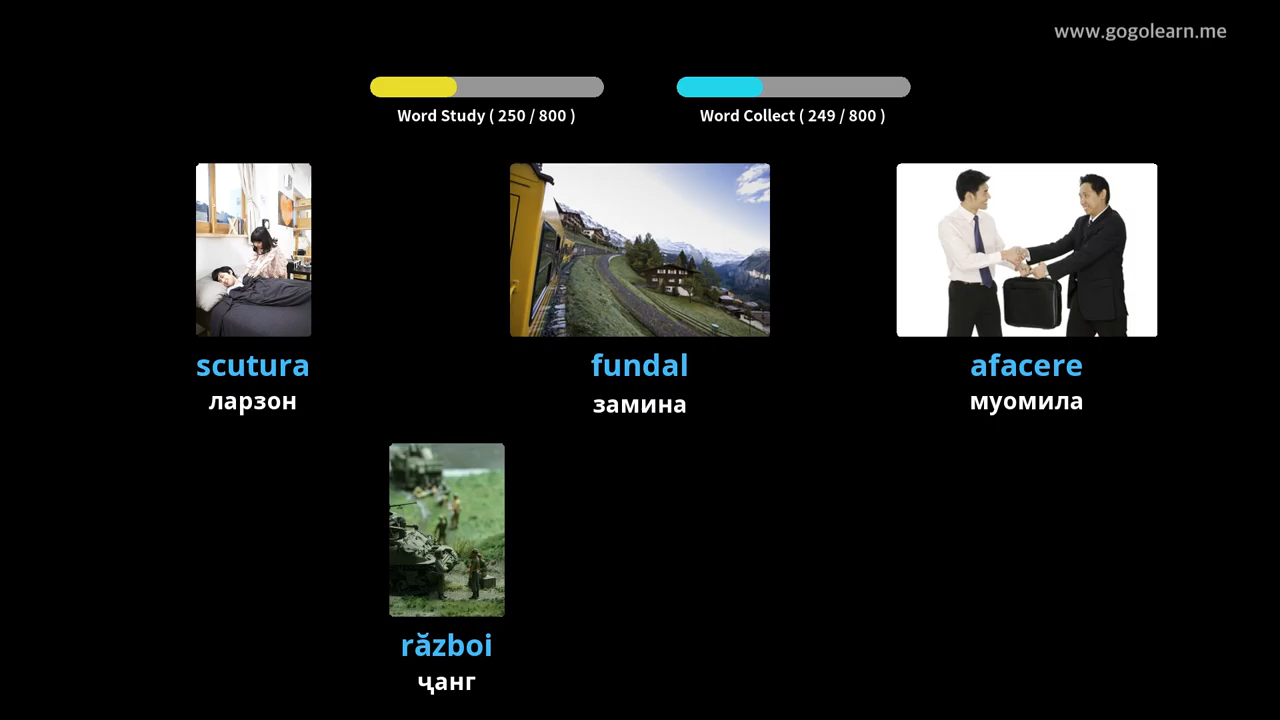 www.gogolearn.me
Word Study ( 250 / 800 )
Word Collect ( 249 / 800 )
scutura
ларзон
fundal
замина
afacere
муомила
război
ҷанг